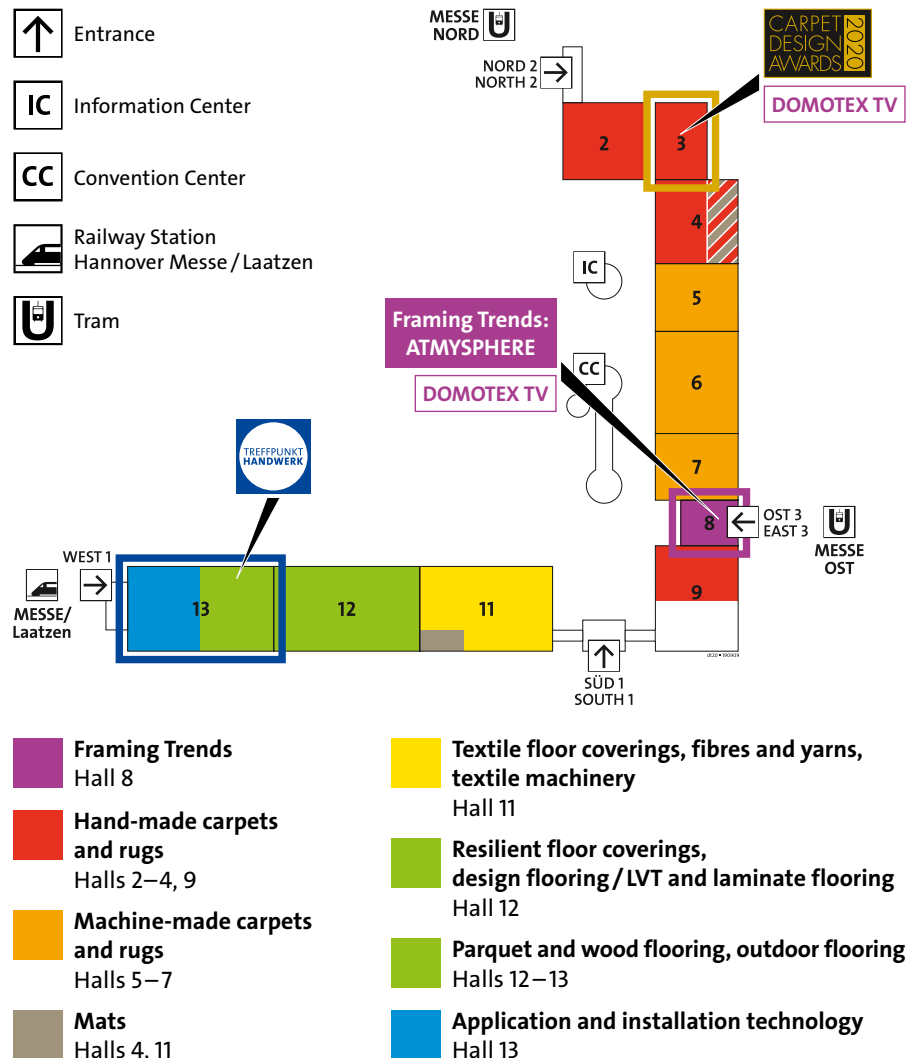 Entrance
IC
Information Center
CC
Convention Center
Railway Station
Hannover Messe / Laatzen
U
Tram
MESSE
NORD
U
NORD 2
NORTH 2
CARPET
DESIGN
AWARDS
2020
DOMOTEX TV
2
3
4
IC
5
Framing Trends:
ATMYSPHERE
DOMOTEX TV
CC
6
7
8
OST 3
EAST 3
U
MESSE
OST
9
TREFFPUNKT
HANDWERK
WEST 1
MESSE/
Laatzen
13
12
11
SÜD 1
SOUTH 1
dt20 • 190909
Framing Trends
Hall 8
Hand-made carpets
and rugs
Halls 2–4, 9
Machine-made carpets
and rugs
Halls 5–7
Mats
Halls 4, 11
Textile floor coverings, fibres and yarns,
textile machinery
Hall 11
Resilient floor coverings,
design flooring / LVT and laminate flooring
Hall 12
Parquet and wood flooring, outdoor flooring
Halls 12–13
Application and installation technology
Hall 13